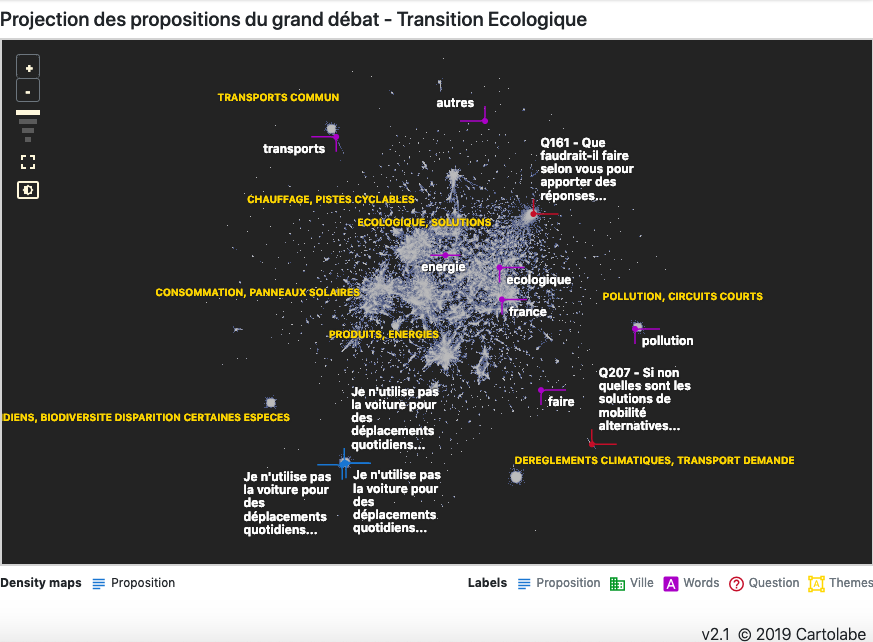 Projection des propositions du grand débat - Transition Ecologique
+
-
TRANSPORTS COMMUN
autres
transports
Q161 - Que
faudrait-il faire
selon vous pour
apporter des
réponses...
CHAUFFAGE, PISTES CYCLABLES
ECOLOGIQUE, SOLUTIONS
energie
ecologique
CONSOMMATION, PANNEAUX SOLAIRES
POLLUTION, CIRCUITS COURTS
france
PRODUITS, ENERGIES
pollution
Q207 - Si non
quelles sont les
solutions de
mobilité
alternatives...
Je n'utilise pas
la voiture pour
des
déplacements
quotidiens...
faire
DIENS, BIODIVERSITE DISPARITION CERTAINES ESPECES
DEREGLEMENTS CLIMATIQUES, TRANSPORT DEMANDE
Je n'utilise pas
la voiture pour
des
déplacements
quotidiens...
Je n'utilise pas
la voiture pour
des
déplacements
quotidiens...
Density maps Proposition Labels Proposition Ville A Words ? Question A Themes
v2.1 © 2019 Cartolabe